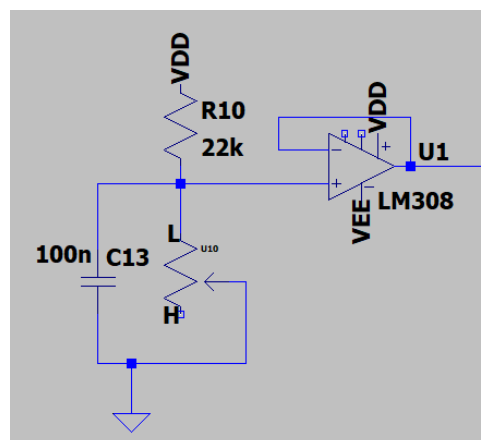 VDD
R10
22k
VDD
−
+
+
−
U1
LM308
VEE
L
U10
100n
C13
H